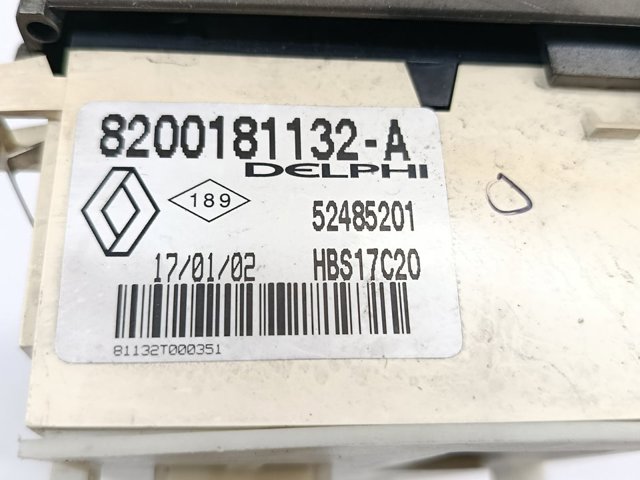 8200181132-A
DELPHI
189
52485201
17/01/02 HBS17C20
81132T000351